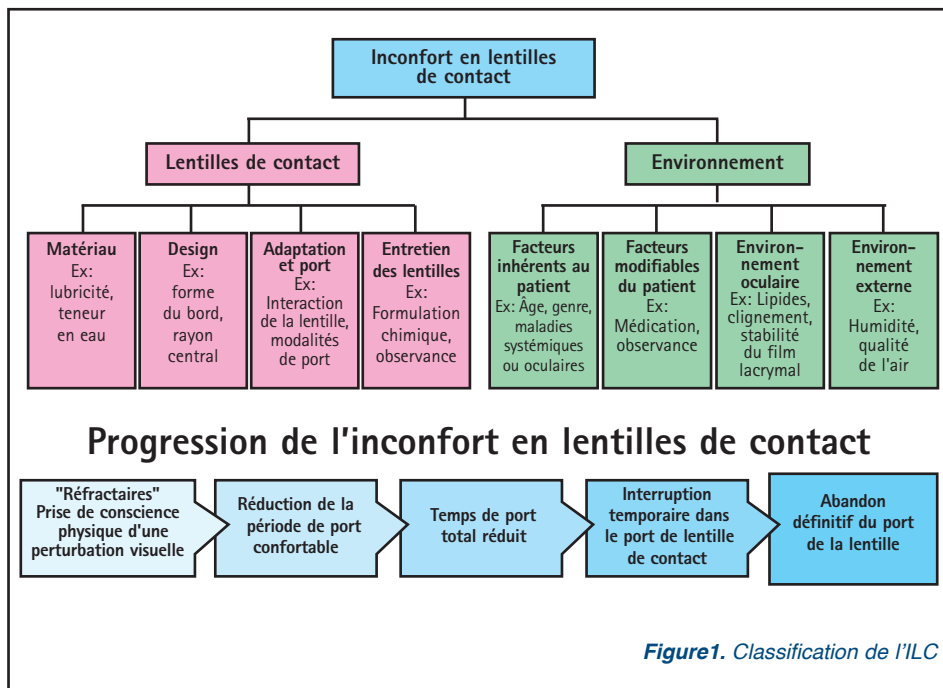 Inconfort en lentilles
de contact
Lentilles de contact
Environnement
Matériau
Ex:
lubricité,
teneur
en eau
Design
Ex:
forme
du bord,
rayon
central
Adaptation
et port
Ex:
Interaction
de la lentille,
modalités
de port
Entretien
des lentilles
Ex:
Formulation
chimique,
observance
Facteurs
inhérents au
patient
Ex: Âge, genre,
maladies
systémiques
ou oculaires
Facteurs
modifiables
du patient
Ex:
Médication,
observance
Environ-
nement
oculaire
Ex: Lipides,
clignement,
stabilité
du film
lacrymal
Environ-
nement
externe
Ex:
Humidité,
qualité
de l'air
Progression de l'inconfort en lentilles de contact
"Réfractaires"
Prise de conscience
physique d'une
perturbation visuelle
Réduction de la
période de port
confortable
Temps de port
total réduit
Interruption
temporaire dans
le port de lentille
de contact
Abandon
définitif du port
de la lentille
Figure1. Classification de l'ILC